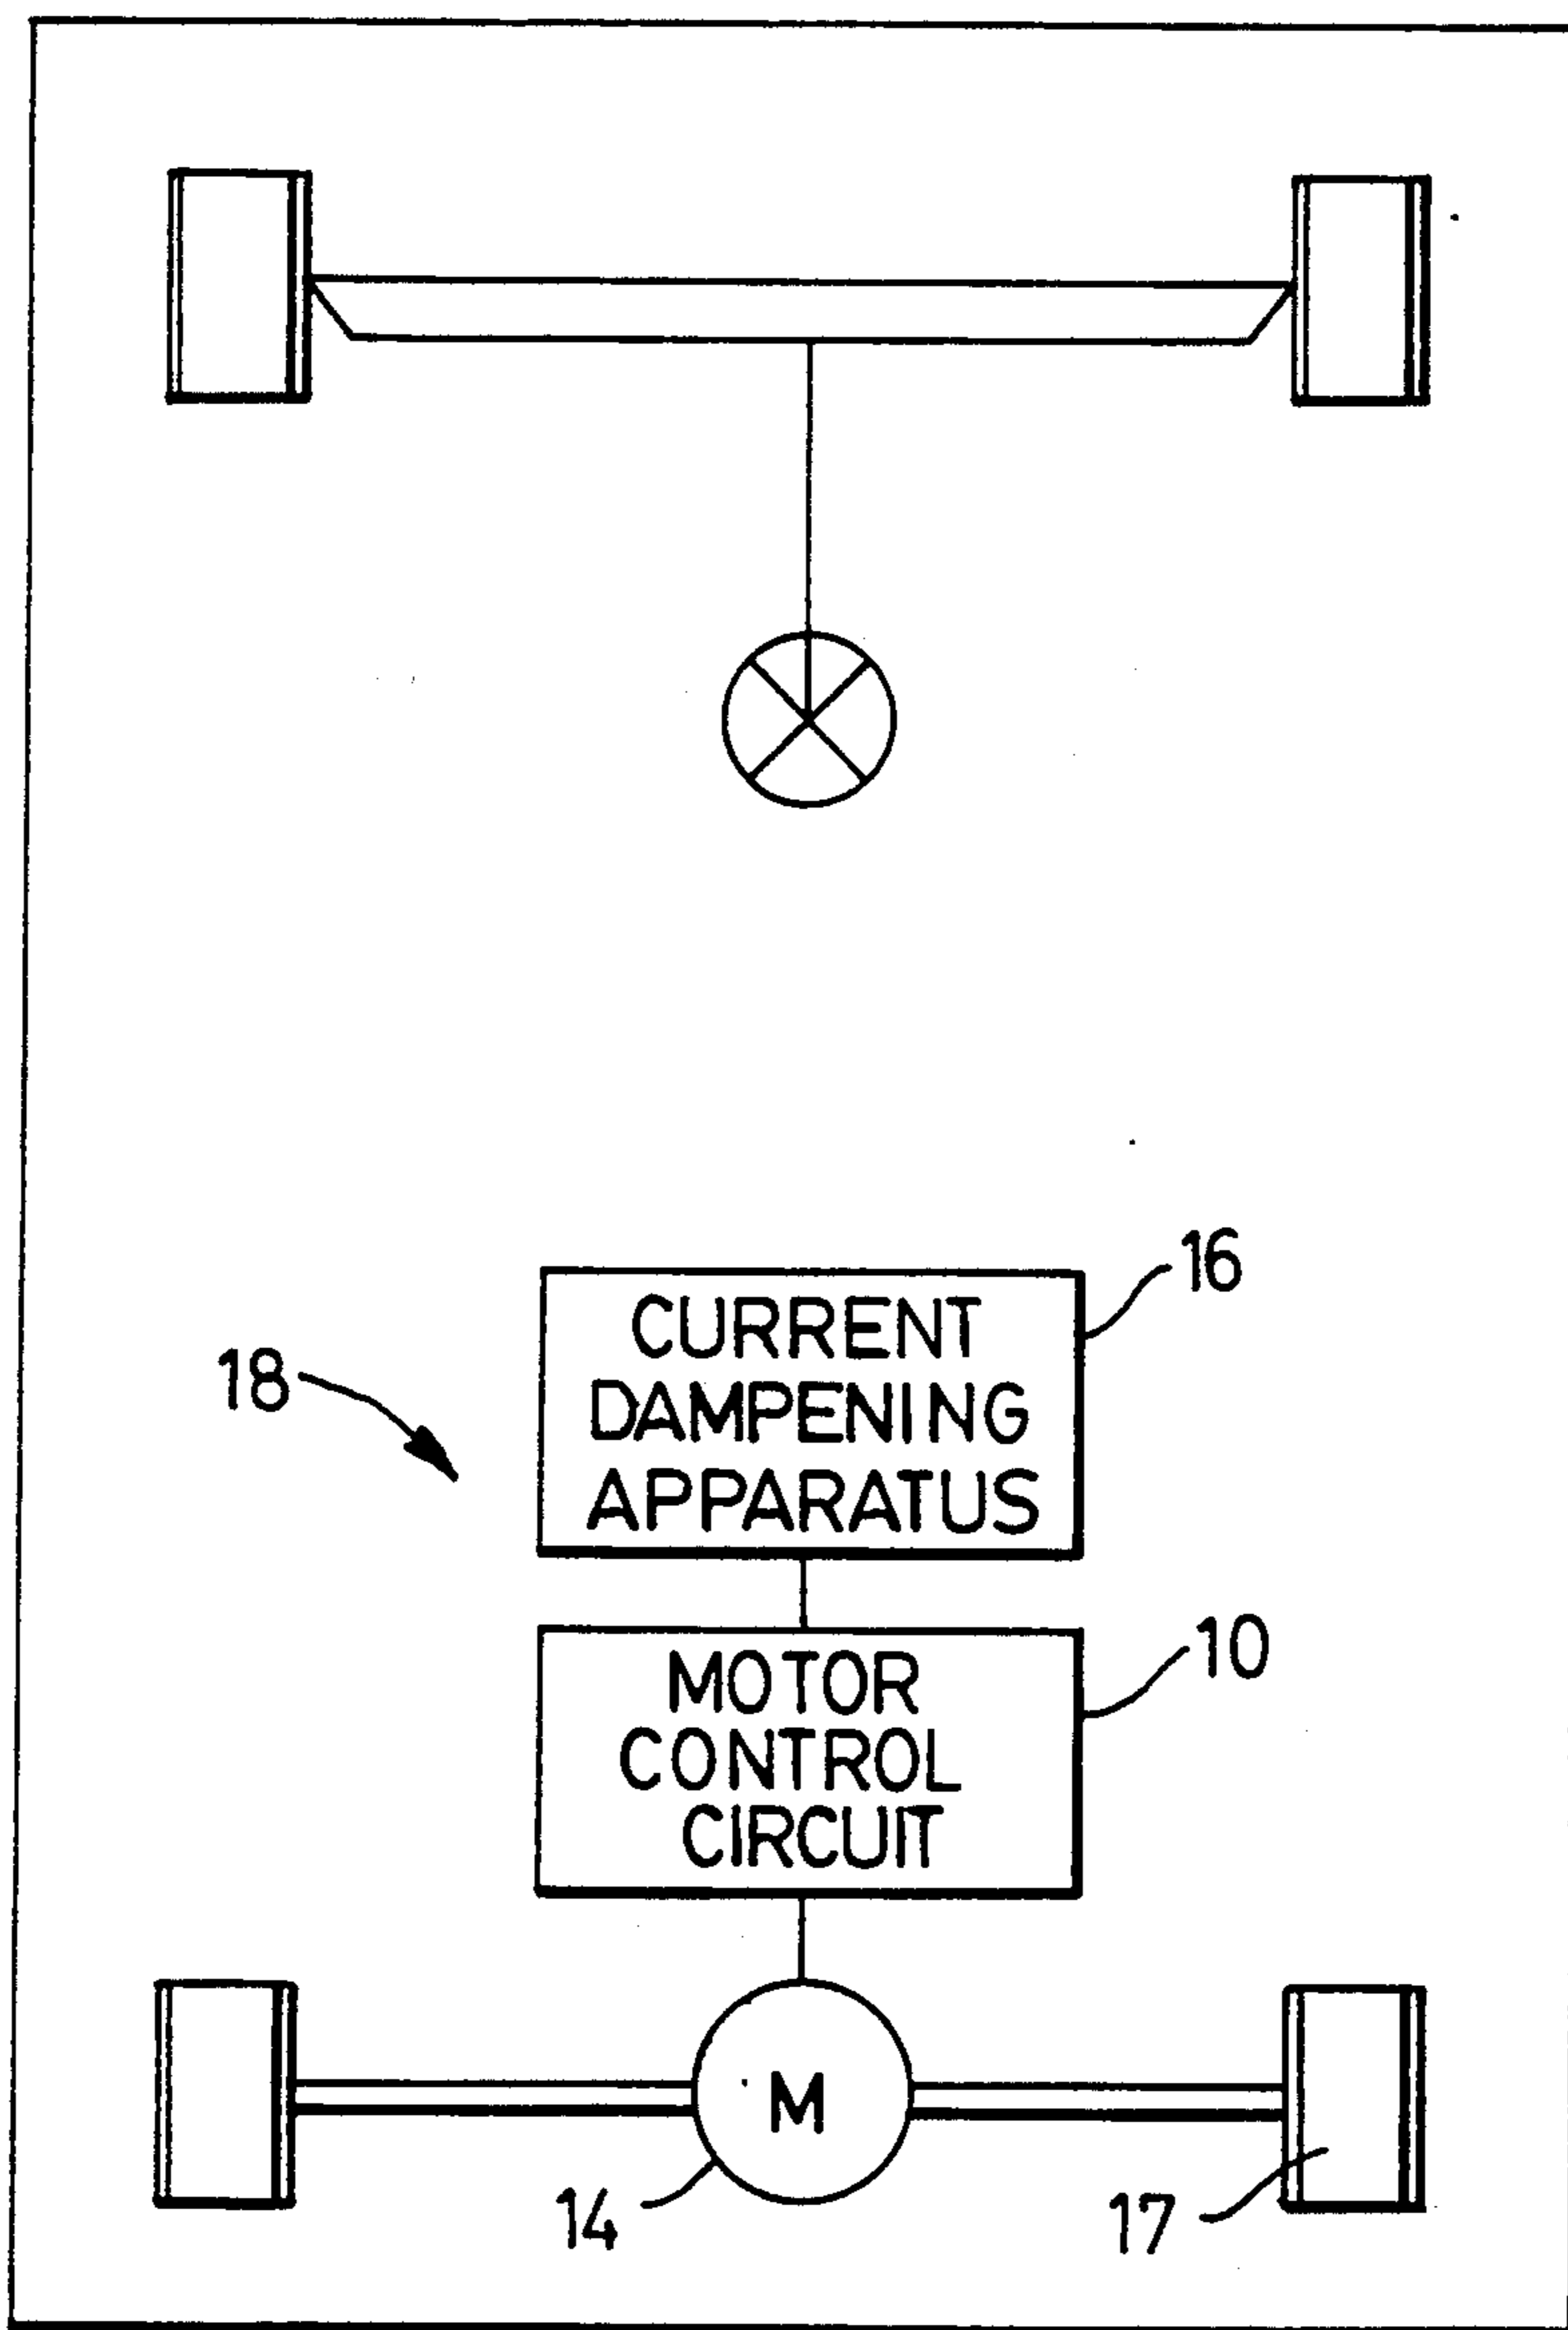 16
CURRENT
DAMPENING
APPARATUS
18
10
MOTOR
CONTROL
CIRCUIT
M
14
17